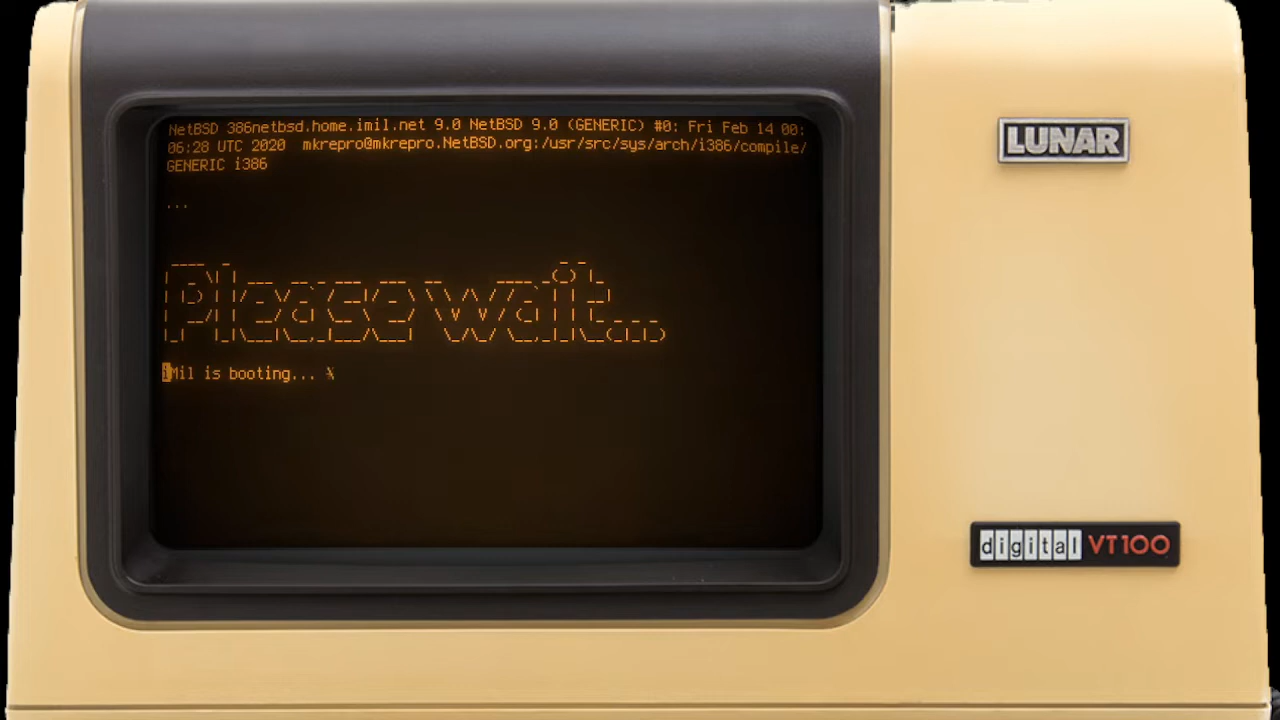 NetBSD 386netbsd.home.imil.net 9.0 NetBSD 9.0 (GENERIC) #0: Fri Feb 14 00:
06:28 UTC 2020  mkrepro@mkrepro.NetBSD.org:/usr/src/sys/arch/i386/compile/
GENERIC i386
...
Please wait...
iMil is booting... %
LUNAR
digital VT100